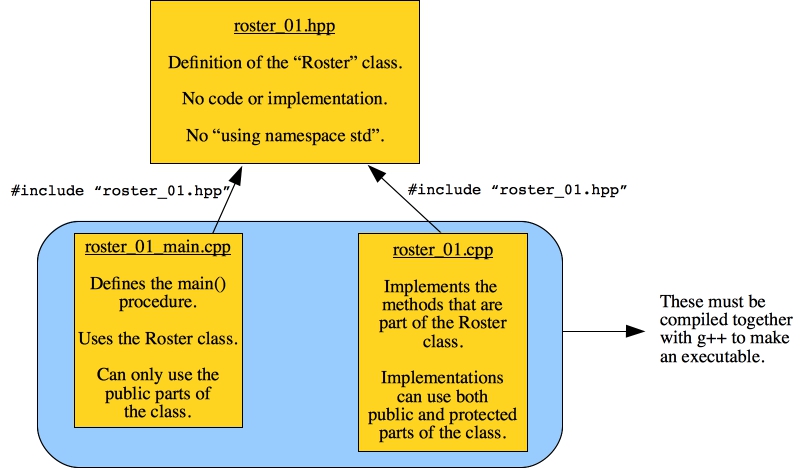 roster_01.hpp
Definition of the “Roster” class.
No code or implementation.
No “using namespace std”.
#include “roster_01.hpp”
#include “roster_01.hpp”
roster_01_main.cpp
Defines the main()
procedure.
Uses the Roster class.
Can only use the
public parts of
the class.
roster_01.cpp
Implements the
methods that are
part of the Roster
class.
Implementations
can use both
public and protected
parts of the class.
These must be
compiled together
with g++ to make
an executable.